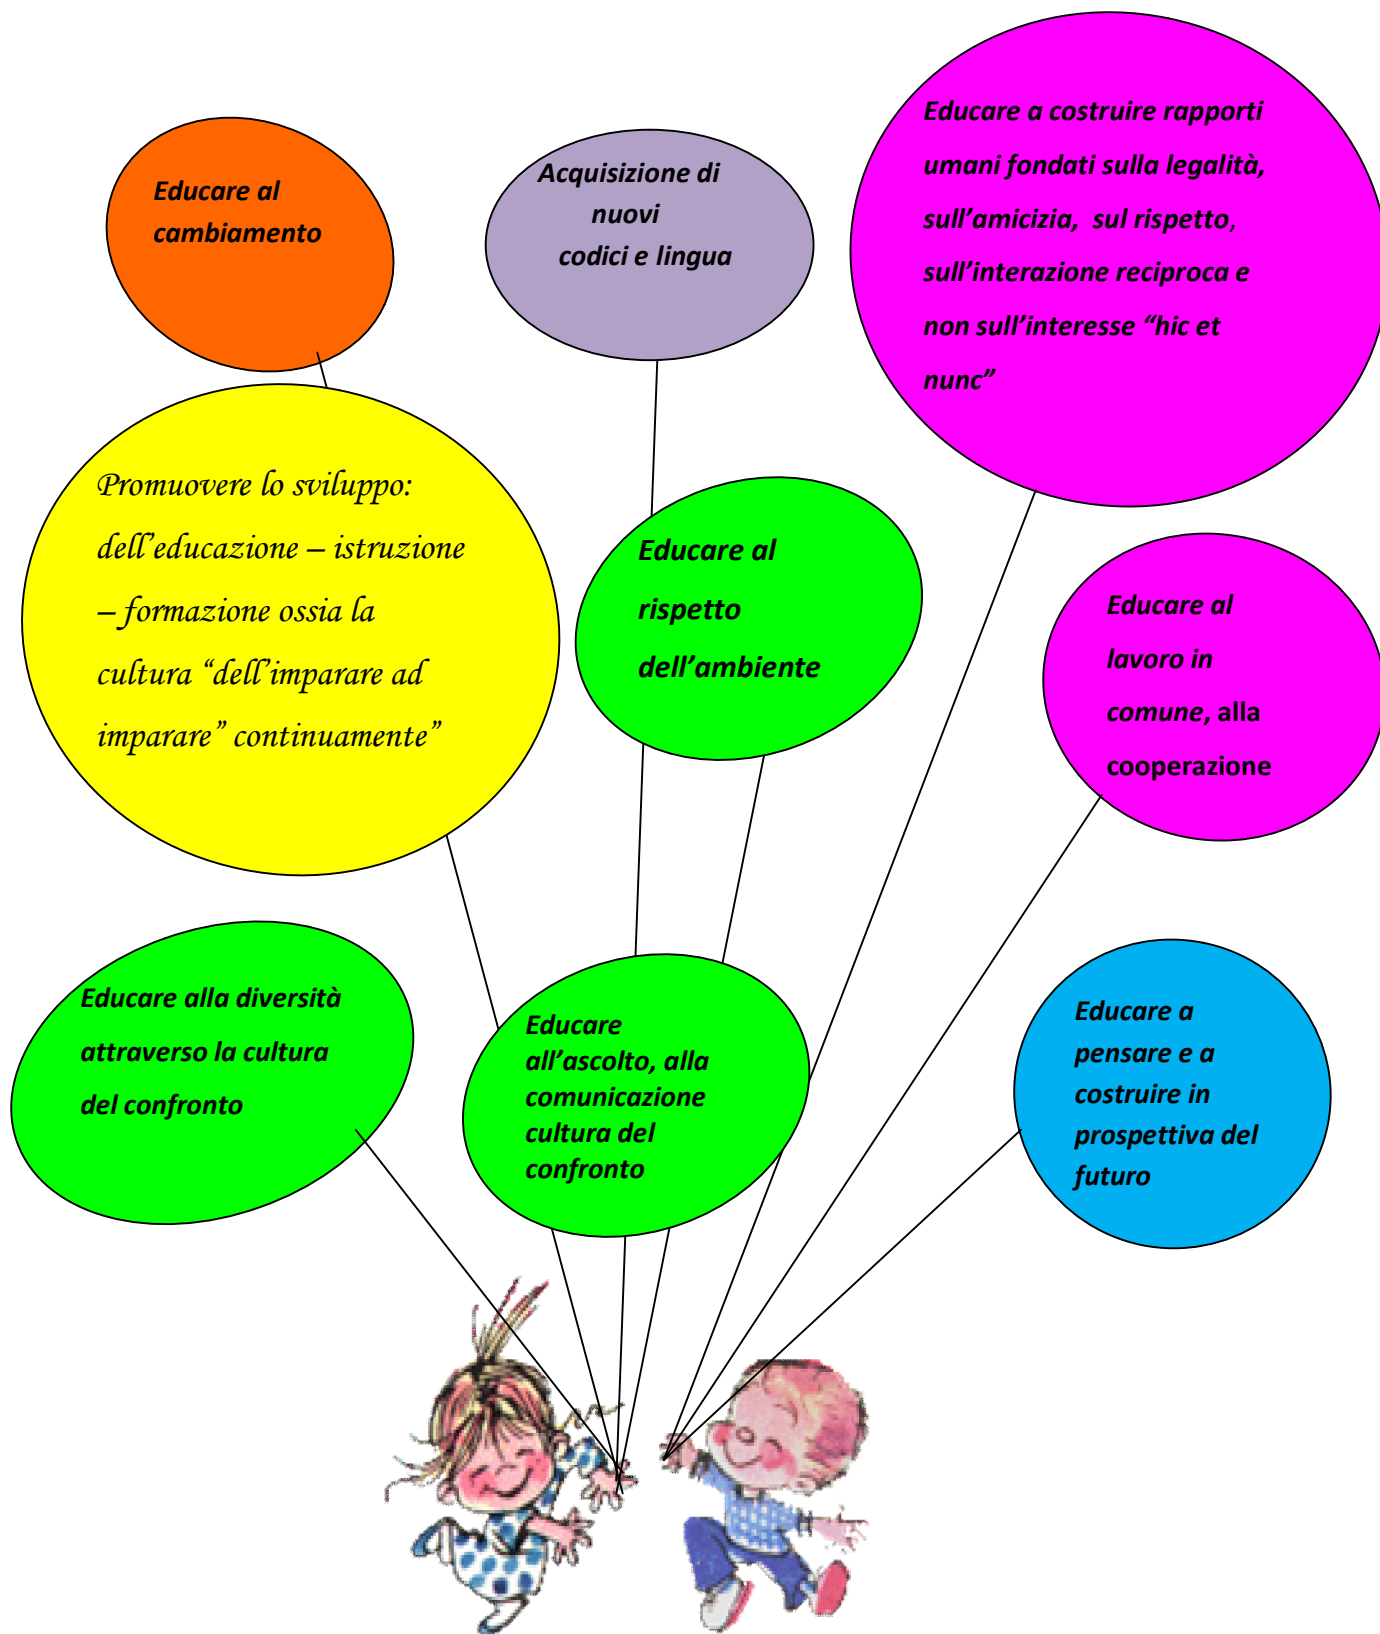 Educare al
cambiamento
Acquisizione di
nuovi
codici e lingua
Educare a costruire rapporti
umani fondati sulla legalità,
sull’amicizia, sul rispetto,
sull’interazione reciproca e
non sull’interesse “hic et
nunc”
Promuovere lo sviluppo:
dell’educazione – istruzione
– formazione ossia la
cultura “dell’imparare ad
imparare” continuamente”
Educare al
rispetto
dell’ambiente
Educare al
lavoro in
comune, alla
cooperazione
Educare alla diversità
attraverso la cultura
del confronto
Educare
all’ascolto, alla
comunicazione
cultura del
confronto
Educare a
pensare e a
costruire in
prospettiva del
futuro